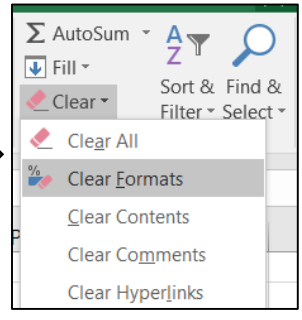 Σ AutoSum
Fill
Clear
A
Z
Sort & Filter
Find & Select
Clear All
% Clear Formats
Clear Contents
Clear Comments
Clear Hyperlinks